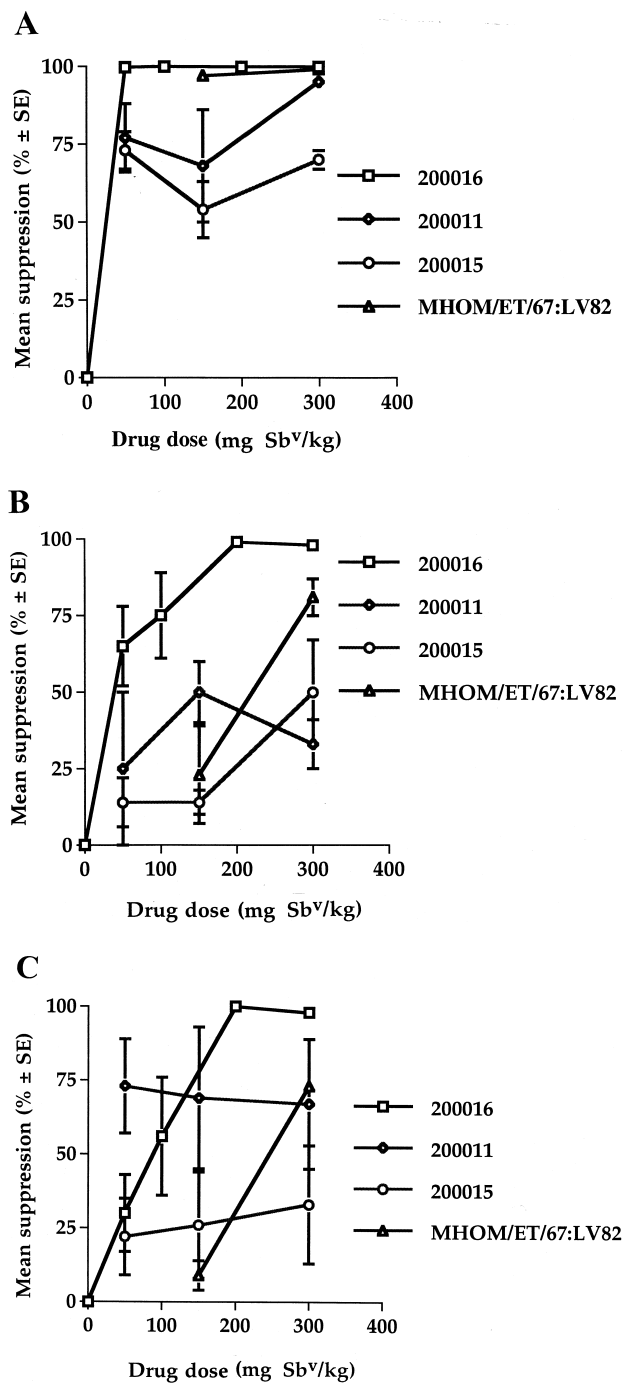 A
Mean suppression (% ± SE)
100
75
50
25
0
0 100 200 300 400
Drug dose (mg Sbᵛ/kg)
200016
200011
200015
MHOM/ET/67:LV82
B
Mean suppression (% ± SE)
100
75
50
25
0
0 100 200 300 400
Drug dose (mg Sbᵛ/kg)
200016
200011
200015
MHOM/ET/67:LV82
C
Mean suppression (% ± SE)
100
75
50
25
0
0 100 200 300 400
Drug dose (mg Sbᵛ/kg)
200016
200011
200015
MHOM/ET/67:LV82